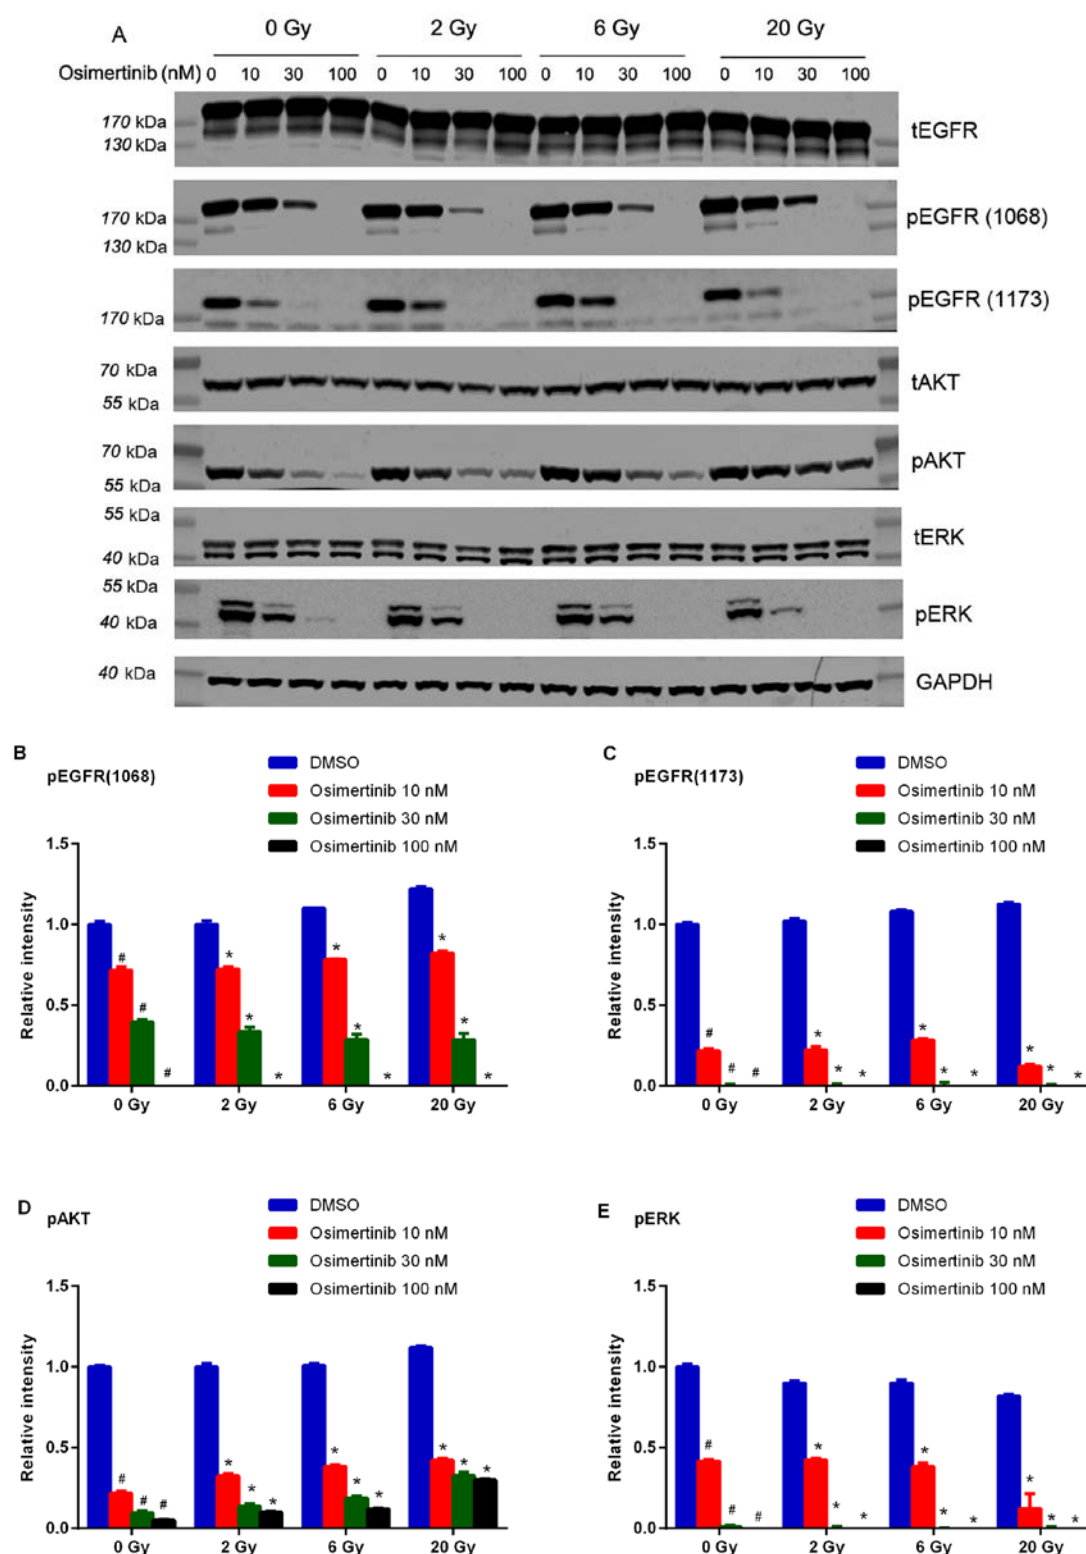 A
0 Gy 2 Gy 6 Gy 20 Gy
Osimertinib (nM) 0 10 30 100 0 10 30 100 0 10 30 100 0 10 30 100
170 kDa
130 kDa
tEGFR
170 kDa
130 kDa
pEGFR (1068)
170 kDa
pEGFR (1173)
70 kDa
55 kDa
tAKT
70 kDa
55 kDa
pAKT
55 kDa
40 kDa
tERK
55 kDa
40 kDa
pERK
40 kDa
GAPDH
B
pEGFR(1068)
DMSO
Osimertinib 10 nM
Osimertinib 30 nM
Osimertinib 100 nM
Relative intensity
1.5
1.0
0.5
0.0
# # #
* * *
* * *
* * *
0 Gy 2 Gy 6 Gy 20 Gy
C
pEGFR(1173)
DMSO
Osimertinib 10 nM
Osimertinib 30 nM
Osimertinib 100 nM
Relative intensity
1.5
1.0
0.5
0.0
# # #
* * *
* * *
* * *
0 Gy 2 Gy 6 Gy 20 Gy
D
pAKT
DMSO
Osimertinib 10 nM
Osimertinib 30 nM
Osimertinib 100 nM
Relative intensity
1.5
1.0
0.5
0.0
# # #
* * *
* * *
* * *
0 Gy 2 Gy 6 Gy 20 Gy
E
pERK
DMSO
Osimertinib 10 nM
Osimertinib 30 nM
Osimertinib 100 nM
Relative intensity
1.5
1.0
0.5
0.0
# # #
* * *
* * *
* * *
0 Gy 2 Gy 6 Gy 20 Gy